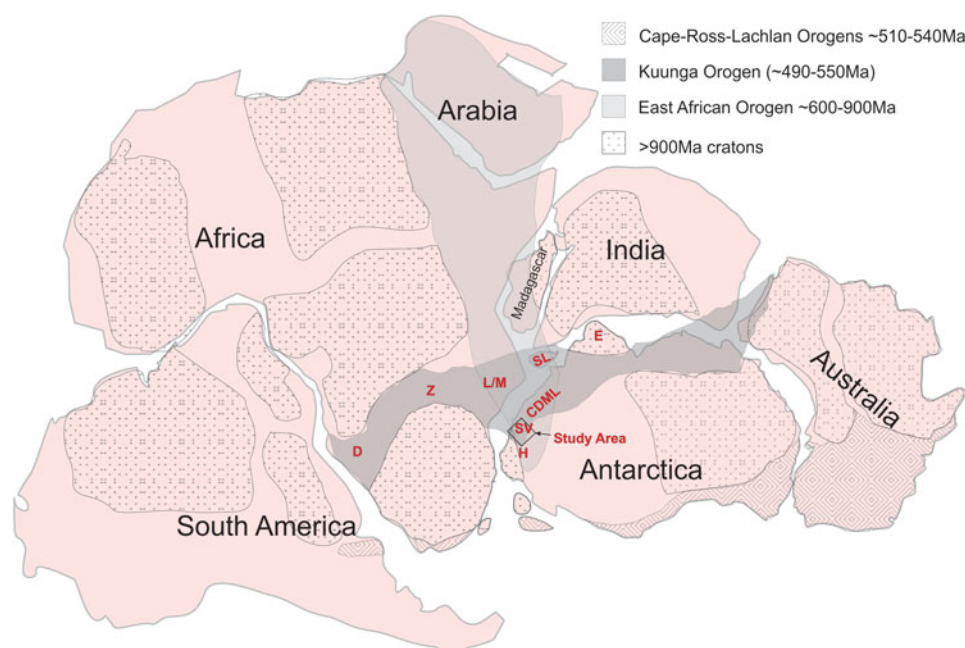 Cape-Ross-Lachlan Orogens ~510-540Ma
Kuunga Orogen (~490-550Ma)
East African Orogen ~600-900Ma
>900Ma cratons
Arabia
Africa
India
Madagascar
E
SL
L/M
Z
CDML
Australia
SV
Study Area
D
H
Antarctica
South America